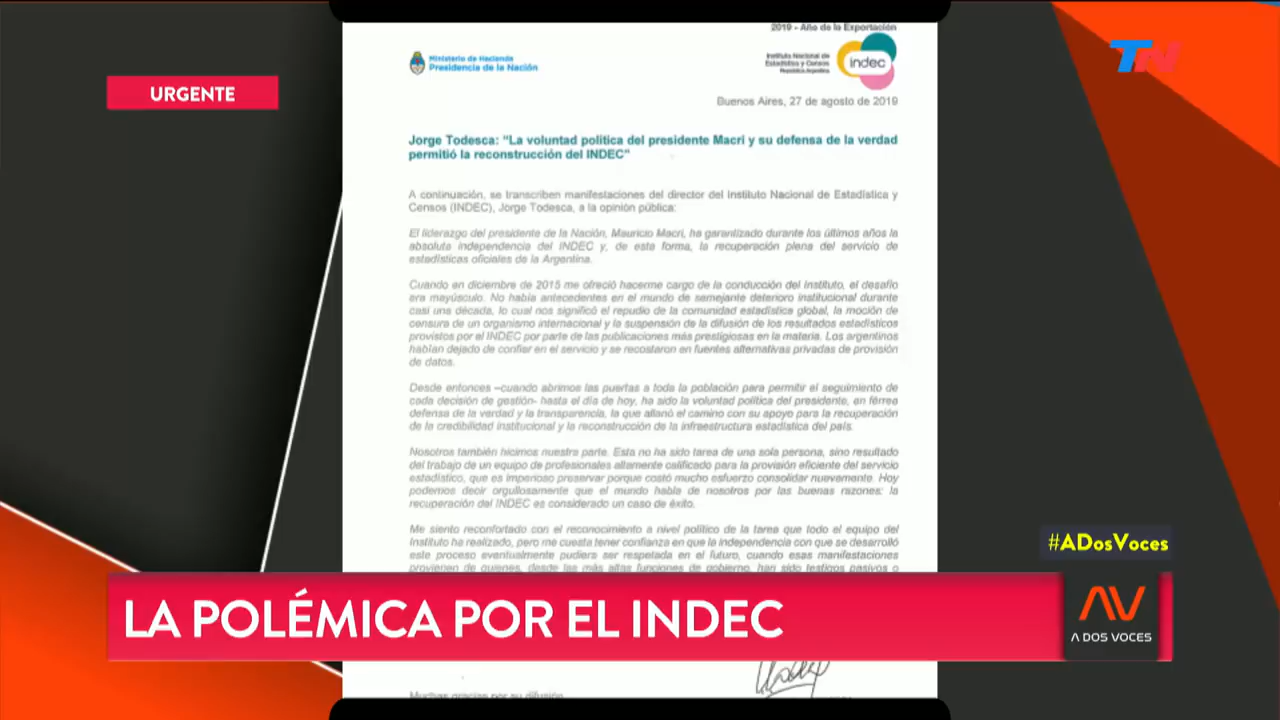 2019 - Año de la Exportación
Ministerio de Hacienda
Presidencia de la Nación
Instituto Nacional de
Estadística y Censos
República Argentina
indec
TN
URGENTE
Buenos Aires, 27 de agosto de 2019
Jorge Todesca: “La voluntad política del presidente Macri y su defensa de la verdad
permitió la reconstrucción del INDEC”
A continuación, se transcriben manifestaciones del director del Instituto Nacional de Estadística y
Censos (INDEC), Jorge Todesca, a la opinión pública:
El liderazgo del presidente de la Nación, Mauricio Macri, ha garantizado durante los últimos años la
absoluta independencia del INDEC y, de esta forma, la recuperación plena del servicio de
estadísticas oficiales de la Argentina.
Cuando en diciembre de 2015 me ofreció hacerme cargo de la conducción del instituto, el desafío
era mayúsculo. No había antecedentes en el mundo de semejante deterioro institucional durante
casi una década, lo cual nos significó el repudio de la comunidad estadística global, la moción de
censura de un organismo internacional y la suspensión de la difusión de los resultados estadísticos
provistos por el INDEC por parte de las publicaciones más prestigiosas en la materia. Los argentinos
habían dejado de confiar en el servicio y se recostaron en fuentes alternativas privadas de provisión
de datos.
Desde entonces –cuando abrimos las puertas a toda la población para permitir el seguimiento de
cada decisión de gestión- hasta el día de hoy, ha sido la voluntad política del presidente, en férrea
defensa de la verdad y la transparencia, la que allanó el camino con su apoyo para la recuperación
de la credibilidad institucional y la reconstrucción de la infraestructura estadística del país.
Nosotros también hicimos nuestra parte. Esta no ha sido tarea de una sola persona, sino resultado
del trabajo de un equipo de profesionales altamente calificado para la provisión eficiente del servicio
estadístico, que es imperioso preservar porque costó mucho esfuerzo consolidar nuevamente. Hoy
podemos decir orgullosamente que el mundo habla de nosotros por las buenas razones: la
recuperación del INDEC es considerado un caso de éxito.
Me siento reconfortado con el reconocimiento a nivel político de la tarea que todo el equipo del
Instituto ha realizado, pero me cuesta tener confianza en que la independencia con que se desarrolló
este proceso eventualmente pudiera ser respetada en el futuro, cuando esas manifestaciones
provienen de quienes, desde las más altas funciones de gobierno, han sido testigos pasivos o
#ADosVoces
LA POLÉMICA POR EL INDEC
AV
A DOS VOCES
Muchas gracias por su difusión